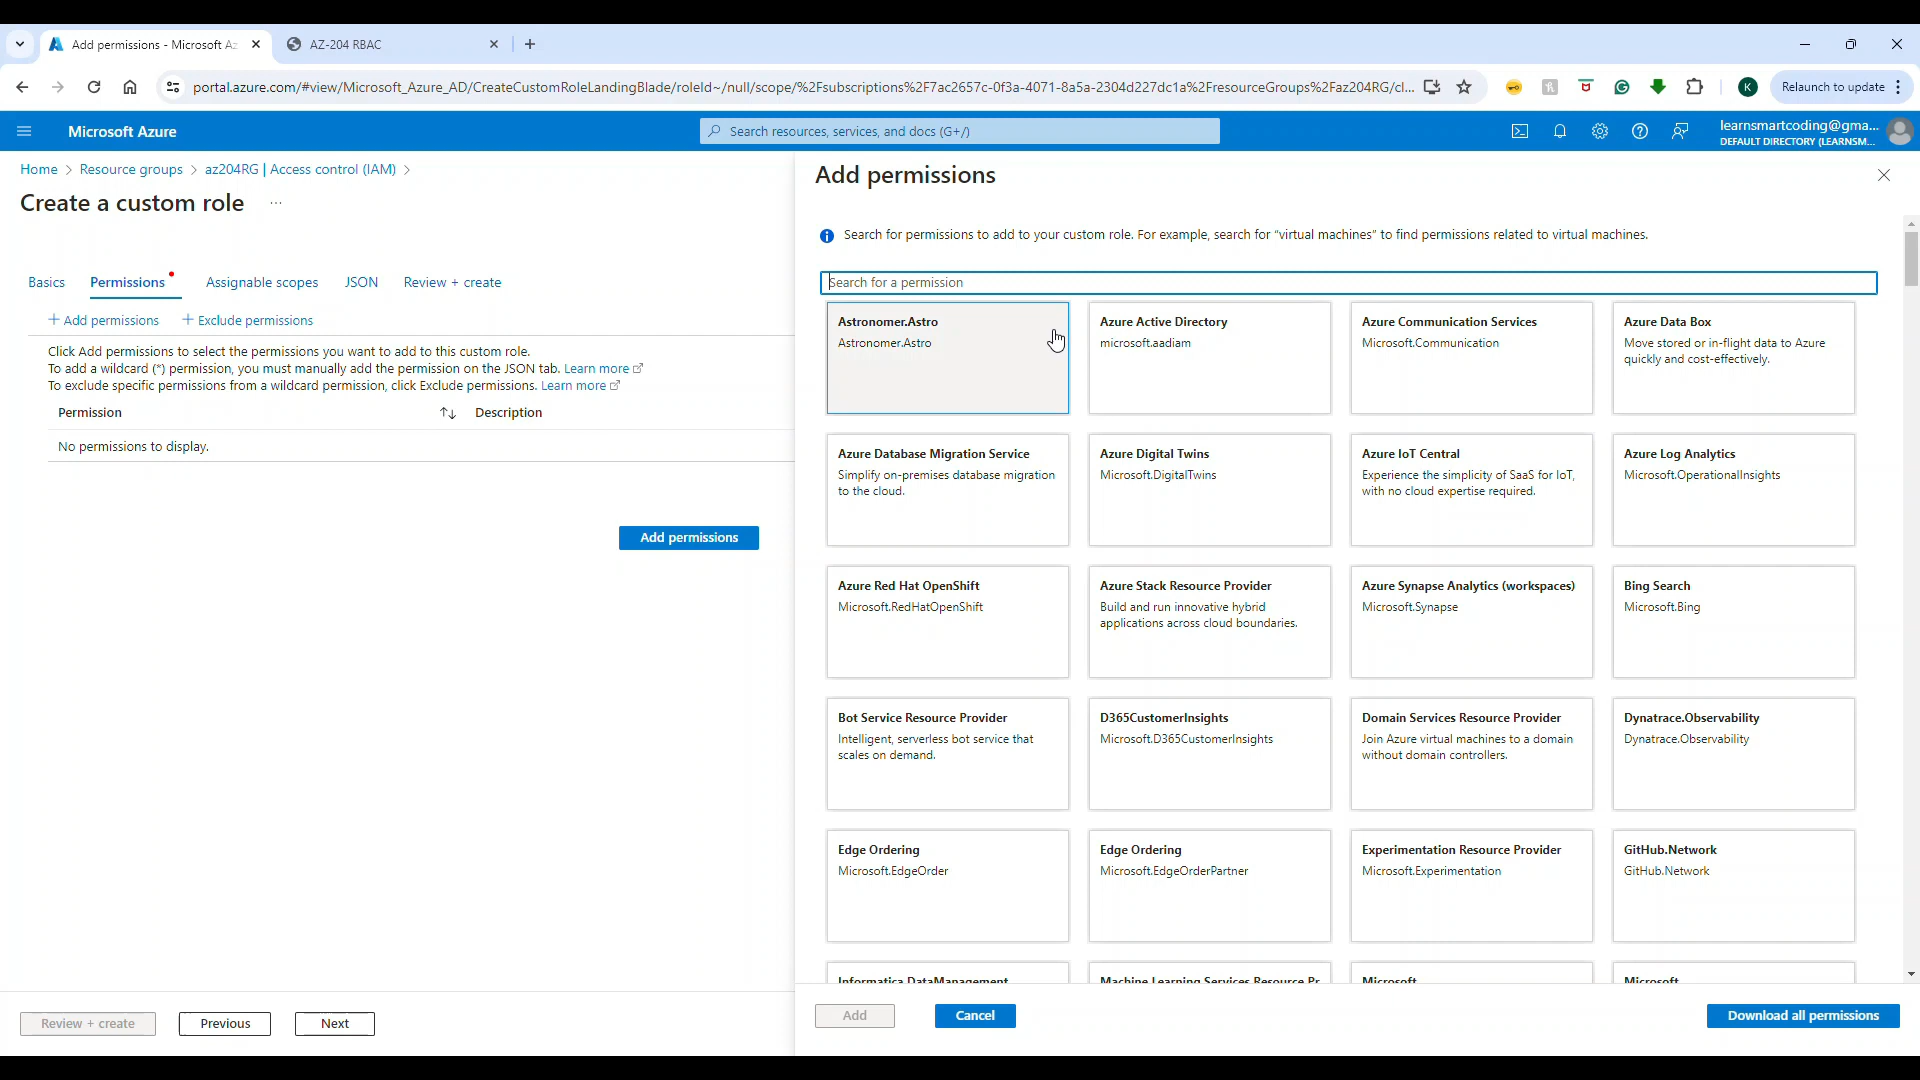 Add permissions - Microsoft Az
AZ-204 RBAC
portal.azure.com/#view/Microsoft_Azure_AD/CreateCustomRoleLandingBlade/roleId~/null/scope/%2Fsubscriptions%2F7ac2657c-0f3a-4071-8a5a-2304d227dc1a%2FresourceGroups%2Faz204RG/cl...
K
Relaunch to update
Microsoft Azure
Search resources, services, and docs (G+/)
learnsmartcoding@gma...
DEFAULT DIRECTORY (LEARNSM...
Home > Resource groups > az204RG | Access control (IAM) >
Create a custom role ...
Basics Permissions Assignable scopes JSON Review + create
+ Add permissions + Exclude permissions
Click Add permissions to select the permissions you want to add to this custom role.
To add a wildcard (*) permission, you must manually add the permission on the JSON tab. Learn more
To exclude specific permissions from a wildcard permission, click Exclude permissions. Learn more
Permission Description
No permissions to display.
Add permissions
Review + create Previous Next
Add permissions
Search for permissions to add to your custom role. For example, search for "virtual machines" to find permissions related to virtual machines.
Search for a permission
Astronomer.Astro
Astronomer.Astro
Azure Active Directory
microsoft.aadiam
Azure Communication Services
Microsoft.Communication
Azure Data Box
Move stored or in-flight data to Azure
quickly and cost-effectively.
Azure Database Migration Service
Simplify on-premises database migration
to the cloud.
Azure Digital Twins
Microsoft.DigitalTwins
Azure IoT Central
Experience the simplicity of SaaS for IoT,
with no cloud expertise required.
Azure Log Analytics
Microsoft.OperationalInsights
Azure Red Hat OpenShift
Microsoft.RedHatOpenShift
Azure Stack Resource Provider
Build and run innovative hybrid
applications across cloud boundaries.
Azure Synapse Analytics (workspaces)
Microsoft.Synapse
Bing Search
Microsoft.Bing
Bot Service Resource Provider
Intelligent, serverless bot service that
scales on demand.
D365CustomerInsights
Microsoft.D365CustomerInsights
Domain Services Resource Provider
Join Azure virtual machines to a domain
without domain controllers.
Dynatrace.Observability
Dynatrace.Observability
Edge Ordering
Microsoft.EdgeOrder
Edge Ordering
Microsoft.EdgeOrderPartner
Experimentation Resource Provider
Microsoft.Experimentation
GitHub.Network
GitHub.Network
Informatica DataManagement
Machine Learning Services Resource Pr
Microsoft
Microsoft
Add Cancel Download all permissions